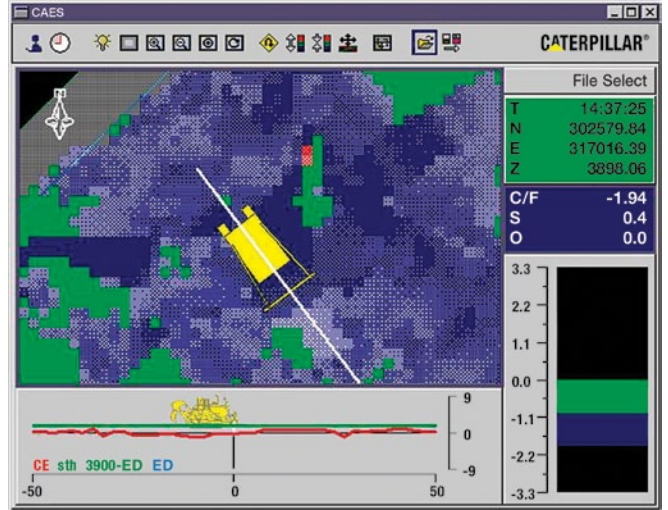 CAES
CATERPILLAR®
File Select
T 14:37:25
N 302579.84
E 317016.39
Z 3898.06
C/F -1.94
S 0.4
O 0.0
3.3
2.2
1.1
0.0
-1.1
-2.2
-3.3
9
0
-9
CE sth 3900-ED ED
-50 0 50